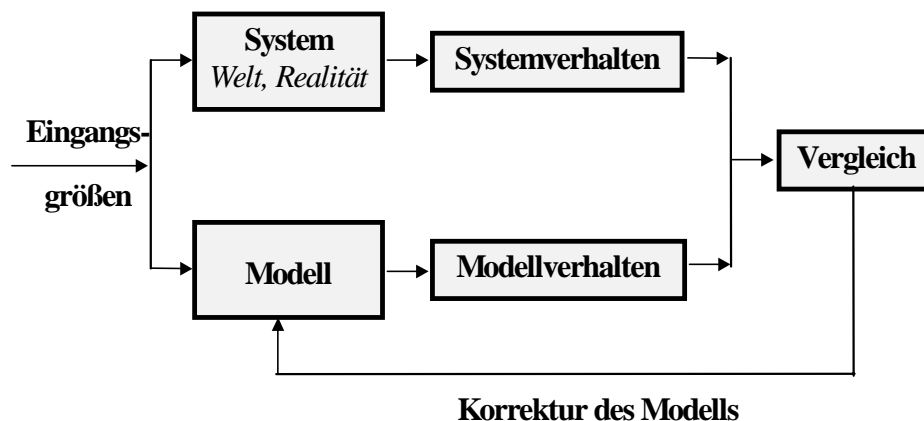 System
Welt, Realität
Systemverhalten
Eingangs-
größen
Vergleich
Modell
Modellverhalten
Korrektur des Modells